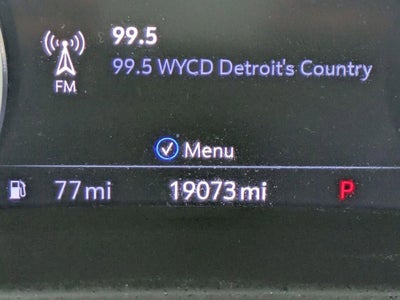 99.5
99.5 WYCD Detroit's Country
FM
Menu
77mi 19073mi P